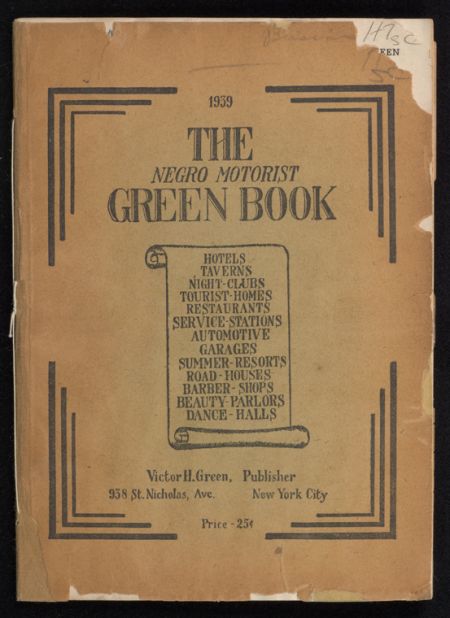 EEN
1939
THE
NEGRO MOTORIST
GREEN BOOK
HOTELS
TAVERNS
NIGHT-CLUBS
TOURIST-HOMES
RESTAURANTS
SERVICE-STATIONS
AUTOMOTIVE
GARAGES
SUMMER-RESORTS
ROAD-HOUSES
BARBER-SHOPS
BEAUTY-PARLORS
DANCE-HALLS
Victor H. Green, Publisher
938 St. Nicholas, Ave. New York City
Price - 25¢